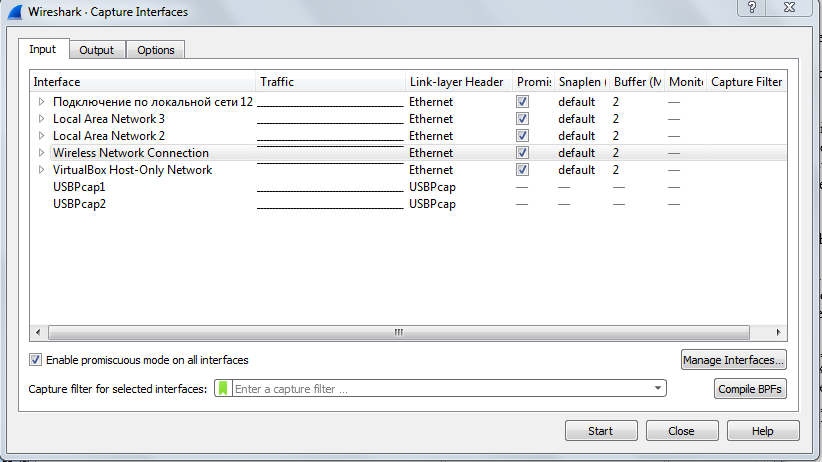 Wireshark · Capture Interfaces
Input Output Options
Interface Traffic Link-layer Header Promis Snaplen ( Buffer (M Monito Capture Filter
Подключение по локальной сети 12 Ethernet default 2 —
Local Area Network 3 Ethernet default 2 —
Local Area Network 2 Ethernet default 2 —
Wireless Network Connection Ethernet default 2 —
VirtualBox Host-Only Network Ethernet default 2 —
USBPcap1 USBPcap — — — —
USBPcap2 USBPcap — — — —
Enable promiscuous mode on all interfaces Manage Interfaces...
Capture filter for selected interfaces: Enter a capture filter ... Compile BPFs
Start Close Help